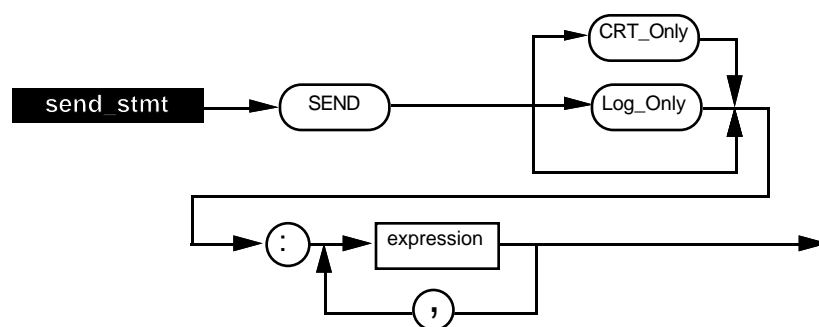 CRT_Only
send_stmt
SEND
Log_Only
:
expression
,